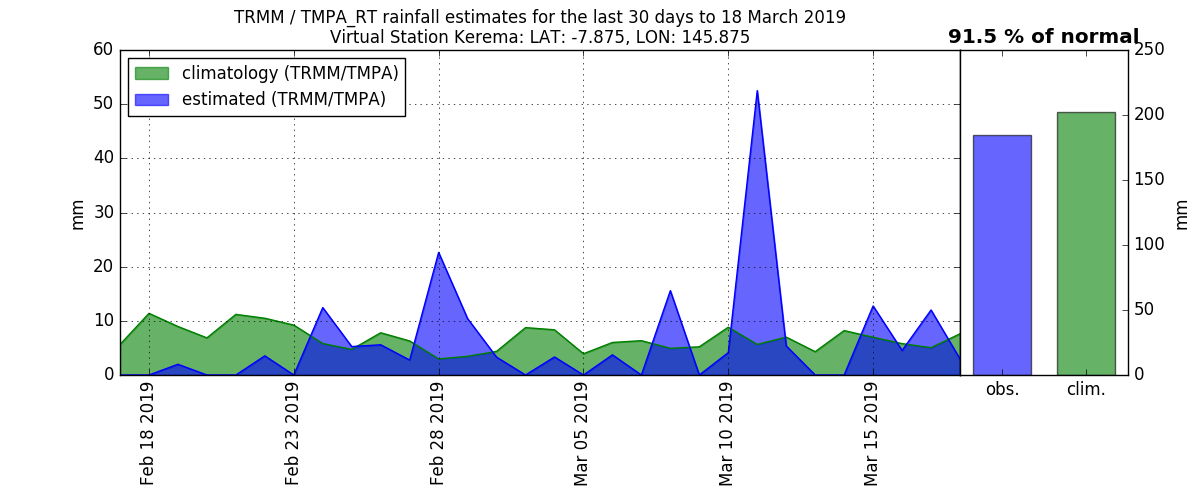 TRMM / TMPA_RT rainfall estimates for the last 30 days to 18 March 2019
Virtual Station Kerema: LAT: -7.875, LON: 145.875
91.5 % of normal
climatology (TRMM/TMPA)
estimated (TRMM/TMPA)
60
50
40
30
20
10
0
mm
Feb 18 2019
Feb 23 2019
Feb 28 2019
Mar 05 2019
Mar 10 2019
Mar 15 2019
250
200
150
100
50
0
mm
obs.
clim.